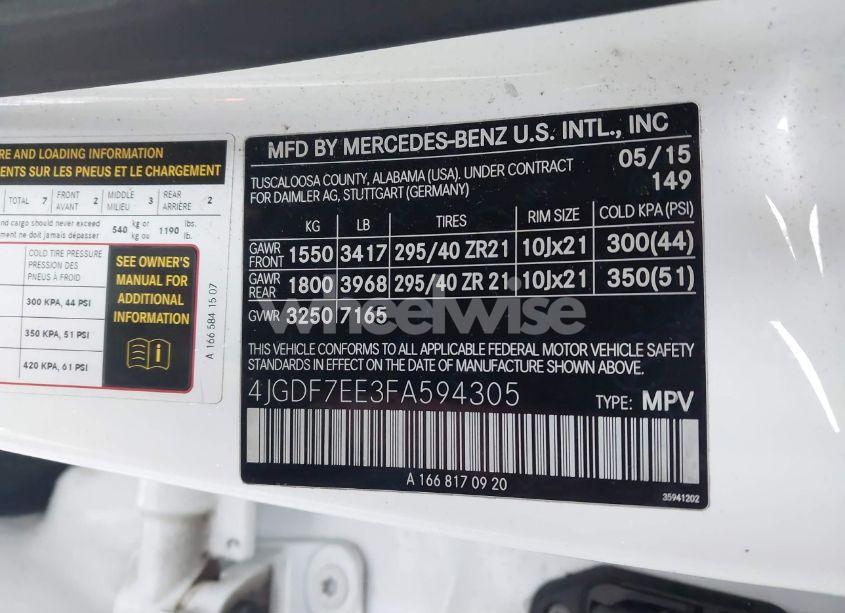 RE AND LOADING INFORMATION
ENTS SUR LES PNEUS ET LE CHARGEMENT
TOTAL 7 FRONT AVANT 2 MIDDLE MILIEU 3 REAR ARRIÈRE 2
nd cargo should never exceed
ement ne doit jamais dépasser 540 kg or kg ou 1190 lbs. lb.
COLD TIRE PRESSURE
PRESSION DES
PNEUS À FROID
300 KPA, 44 PSI
350 KPA, 51 PSI
420 KPA, 61 PSI
SEE OWNER'S
MANUAL FOR
ADDITIONAL
INFORMATION
A 166 584 15 07
MFD BY MERCEDES-BENZ U.S. INTL., INC
TUSCALOOSA COUNTY, ALABAMA (USA). UNDER CONTRACT
FOR DAIMLER AG, STUTTGART (GERMANY)
05/15
149
KG LB TIRES RIM SIZE COLD KPA (PSI)
GAWR FRONT 1550 3417 295/40 ZR21 10Jx21 300(44)
GAWR REAR 1800 3968 295/40 ZR 21 10Jx21 350(51)
GVWR 3250 7165
wheelwise
THIS VEHICLE CONFORMS TO ALL APPLICABLE FEDERAL MOTOR VEHICLE SAFETY
STANDARDS IN EFFECT ON THE DATE OF MANUFACTURE SHOWN ABOVE.
4JGDF7EE3FA594305 TYPE: MPV
A 166 817 09 20
35941202